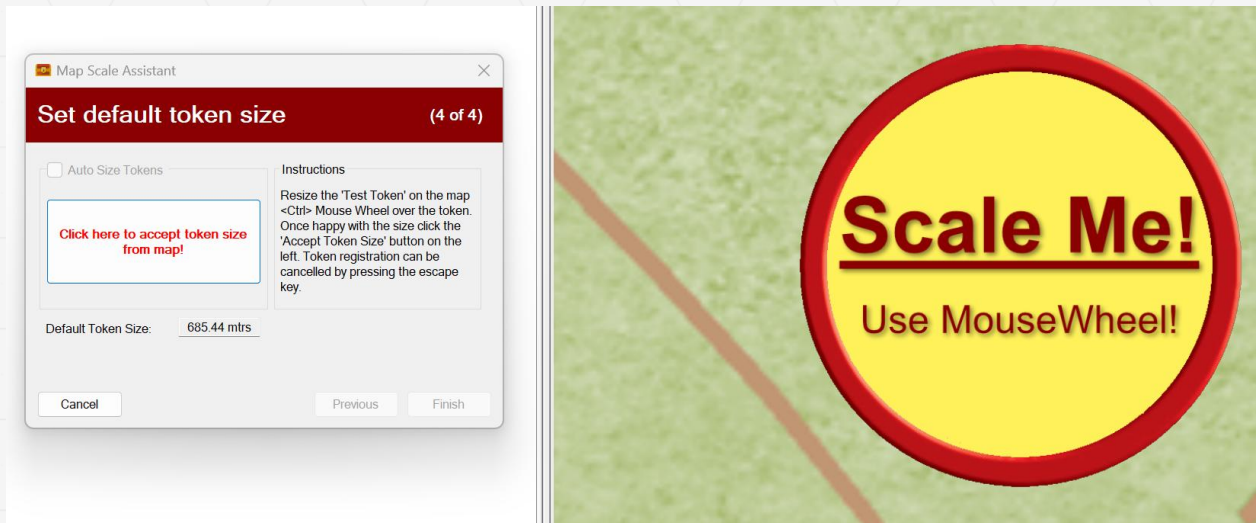 Map Scale Assistant
Set default token size (4 of 4)
Auto Size Tokens
Click here to accept token size
from map!
Instructions
Resize the 'Test Token' on the map
<Ctrl> Mouse Wheel over the token.
Once happy with the size click the
'Accept Token Size' button on the
left. Token registration can be
cancelled by pressing the escape
key.
Default Token Size: 685.44 mtrs
Cancel
Previous
Finish
Scale Me!
Use MouseWheel!